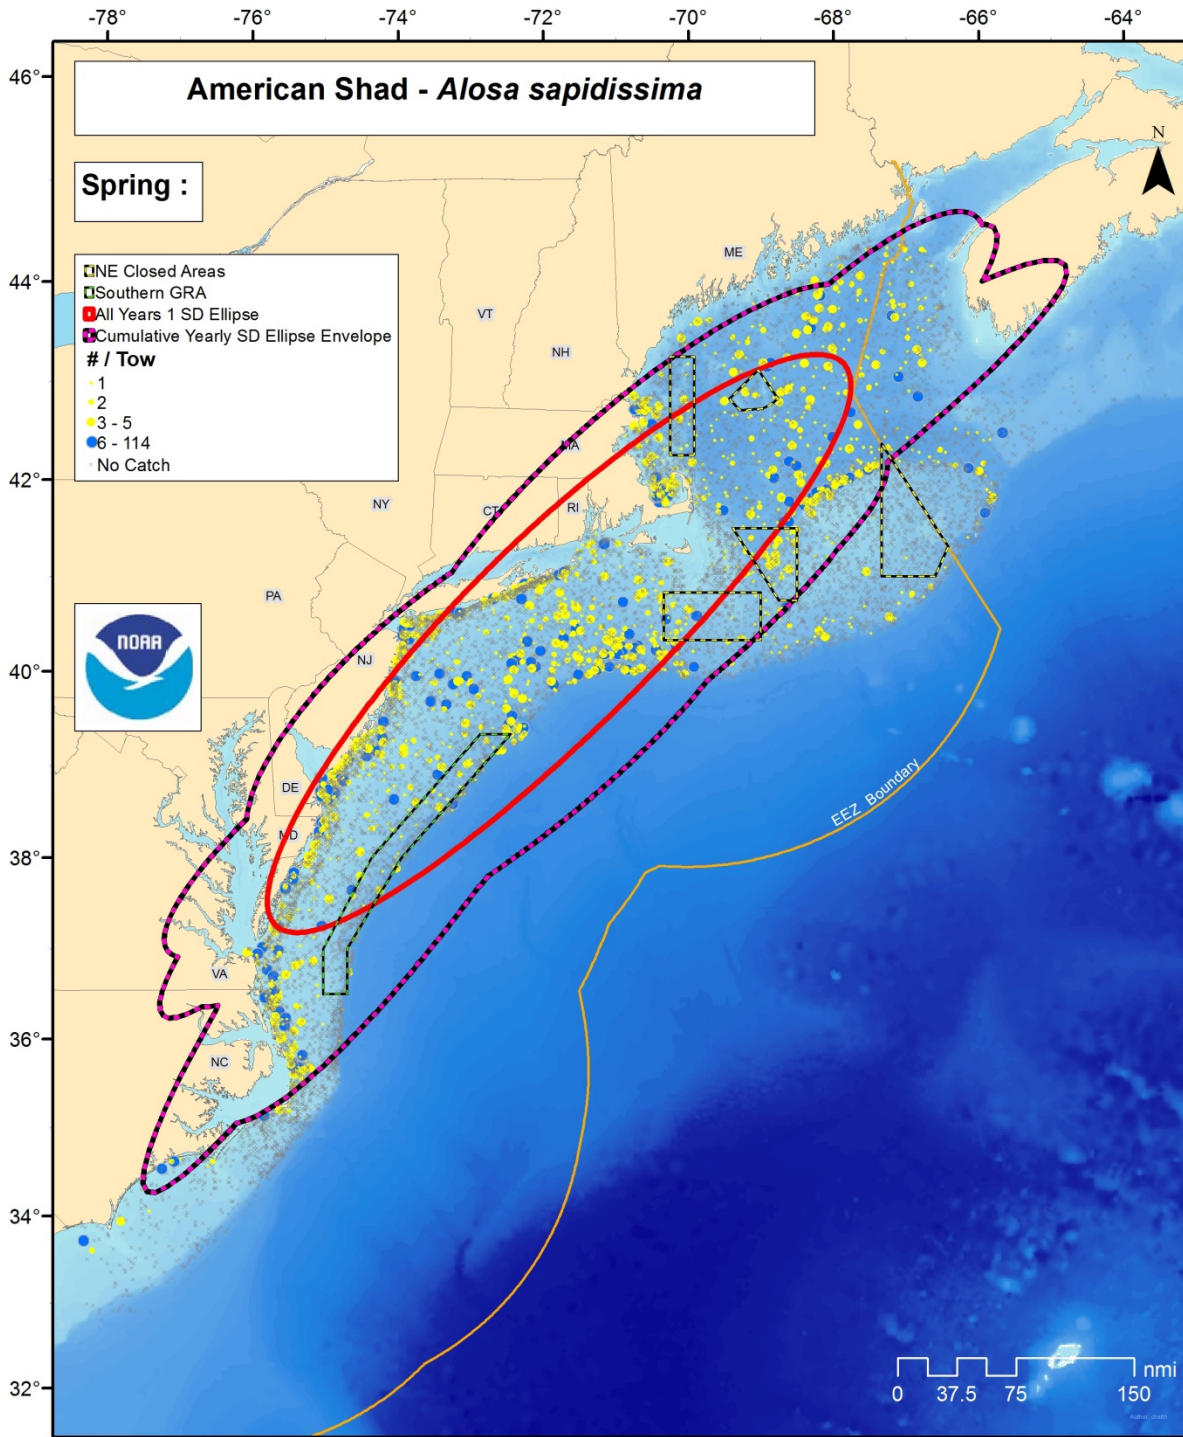 -78° -76° -74° -72° -70° -68° -66° -64°
46°
American Shad - Alosa sapidissima
N
Spring :
ME
NE Closed Areas
Southern GRA
All Years 1 SD Ellipse
Cumulative Yearly SD Ellipse Envelope
# / Tow
1
2
3 - 5
6 - 114
No Catch
44°
VT
NH
MA
42°
NY
CT
RI
PA
NOAA
NJ
40°
DE
EEZ Boundary
MD
38°
VA
36°
NC
34°
32°
nmi
0 37.5 75 150